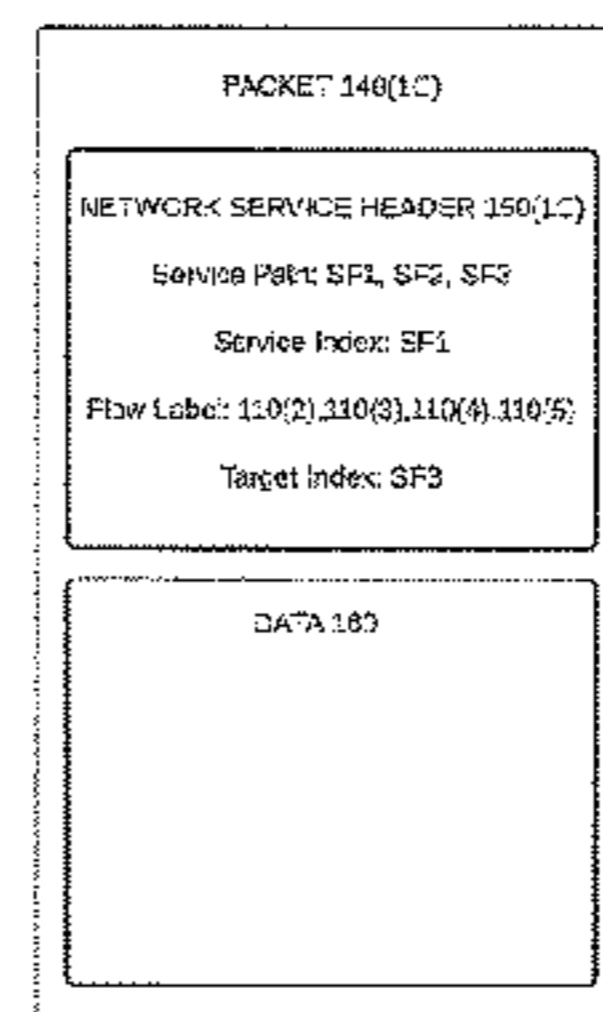 PACKET 140(1C)
NETWORK SERVICE HEADER 150(1C)
Service Path: SF1, SF2, SF3
Service Index: SF1
Flow Label: 110(2),110(3),110(4),110(5)
Target Index: SF3
DATA 160